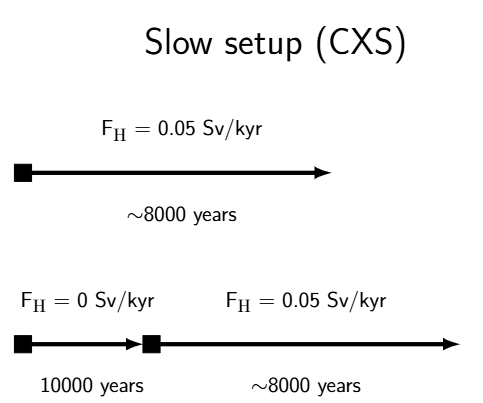 Slow setup (CXS)
F_H = 0.05 Sv/kyr
~8000 years
F_H = 0 Sv/kyr F_H = 0.05 Sv/kyr
10000 years ~8000 years